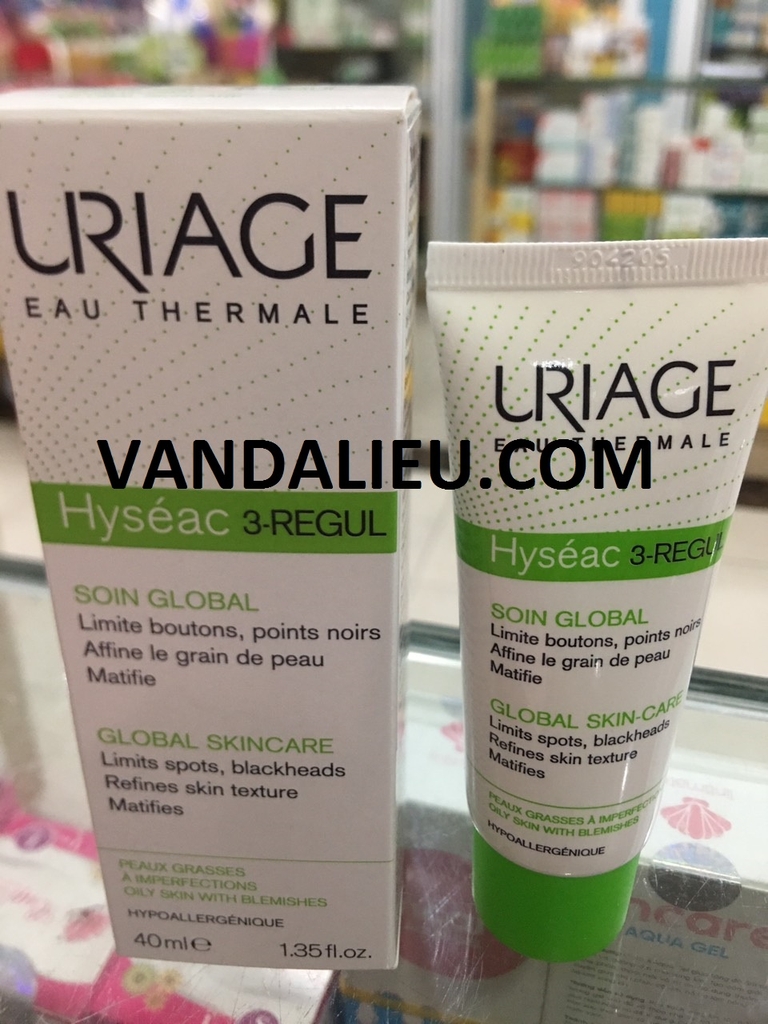 URIAGE
EAU THERMALE
Hyséac 3-REGUL
SOIN GLOBAL
Limite boutons, points noirs
Affine le grain de peau
Matifie
GLOBAL SKINCARE
Limits spots, blackheads
Refines skin texture
Matifies
PEAUX GRASSES
À IMPERFECTIONS
OILY SKIN WITH BLEMISHES
HYPOALLERGÉNIQUE
40ml℮ 1.35fl.oz.
VANDALIEU.COM
904205
URIAGE
EAU THERMALE
Hyséac 3-REGUL
SOIN GLOBAL
Limite boutons, points noirs
Affine le grain de peau
Matifie
GLOBAL SKIN-CARE
Limits spots, blackheads
Refines skin texture
Matifies
PEAUX GRASSES À IMPERFECTI
OILY SKIN WITH BLEMISHES
HYPOALLERGÉNIQUE
ncare
AQUA GEL